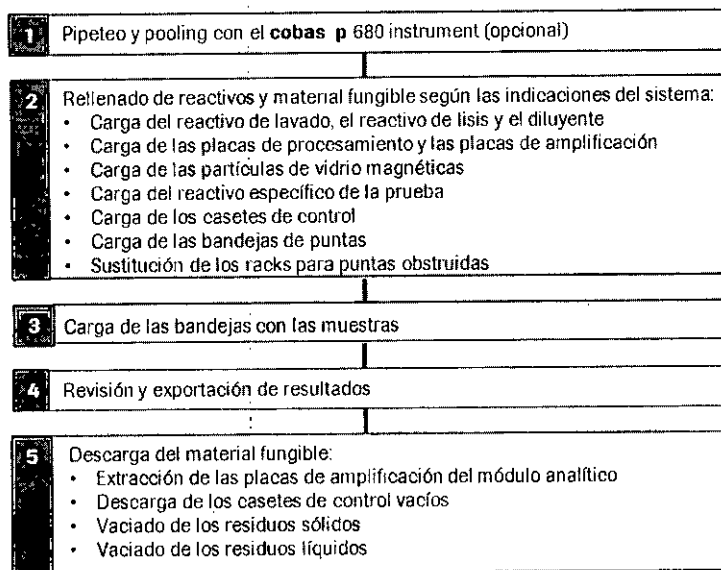 1 Pipeteo y pooling con el cobas p 680 instrument (opcional)
2 Rellenado de reactivos y material fungible según las indicaciones del sistema:
• Carga del reactivo de lavado, el reactivo de lisis y el diluyente
• Carga de las placas de procesamiento y las placas de amplificación
• Carga de las partículas de vidrio magnéticas
• Carga del reactivo específico de la prueba
• Carga de los casetes de control
• Carga de las bandejas de puntas
• Sustitución de los racks para puntas obstruidas
3 Carga de las bandejas con las muestras
4 Revisión y exportación de resultados
5 Descarga del material fungible:
• Extracción de las placas de amplificación del módulo analítico
• Descarga de los casetes de control vacíos
• Vaciado de los residuos sólidos
• Vaciado de los residuos líquidos